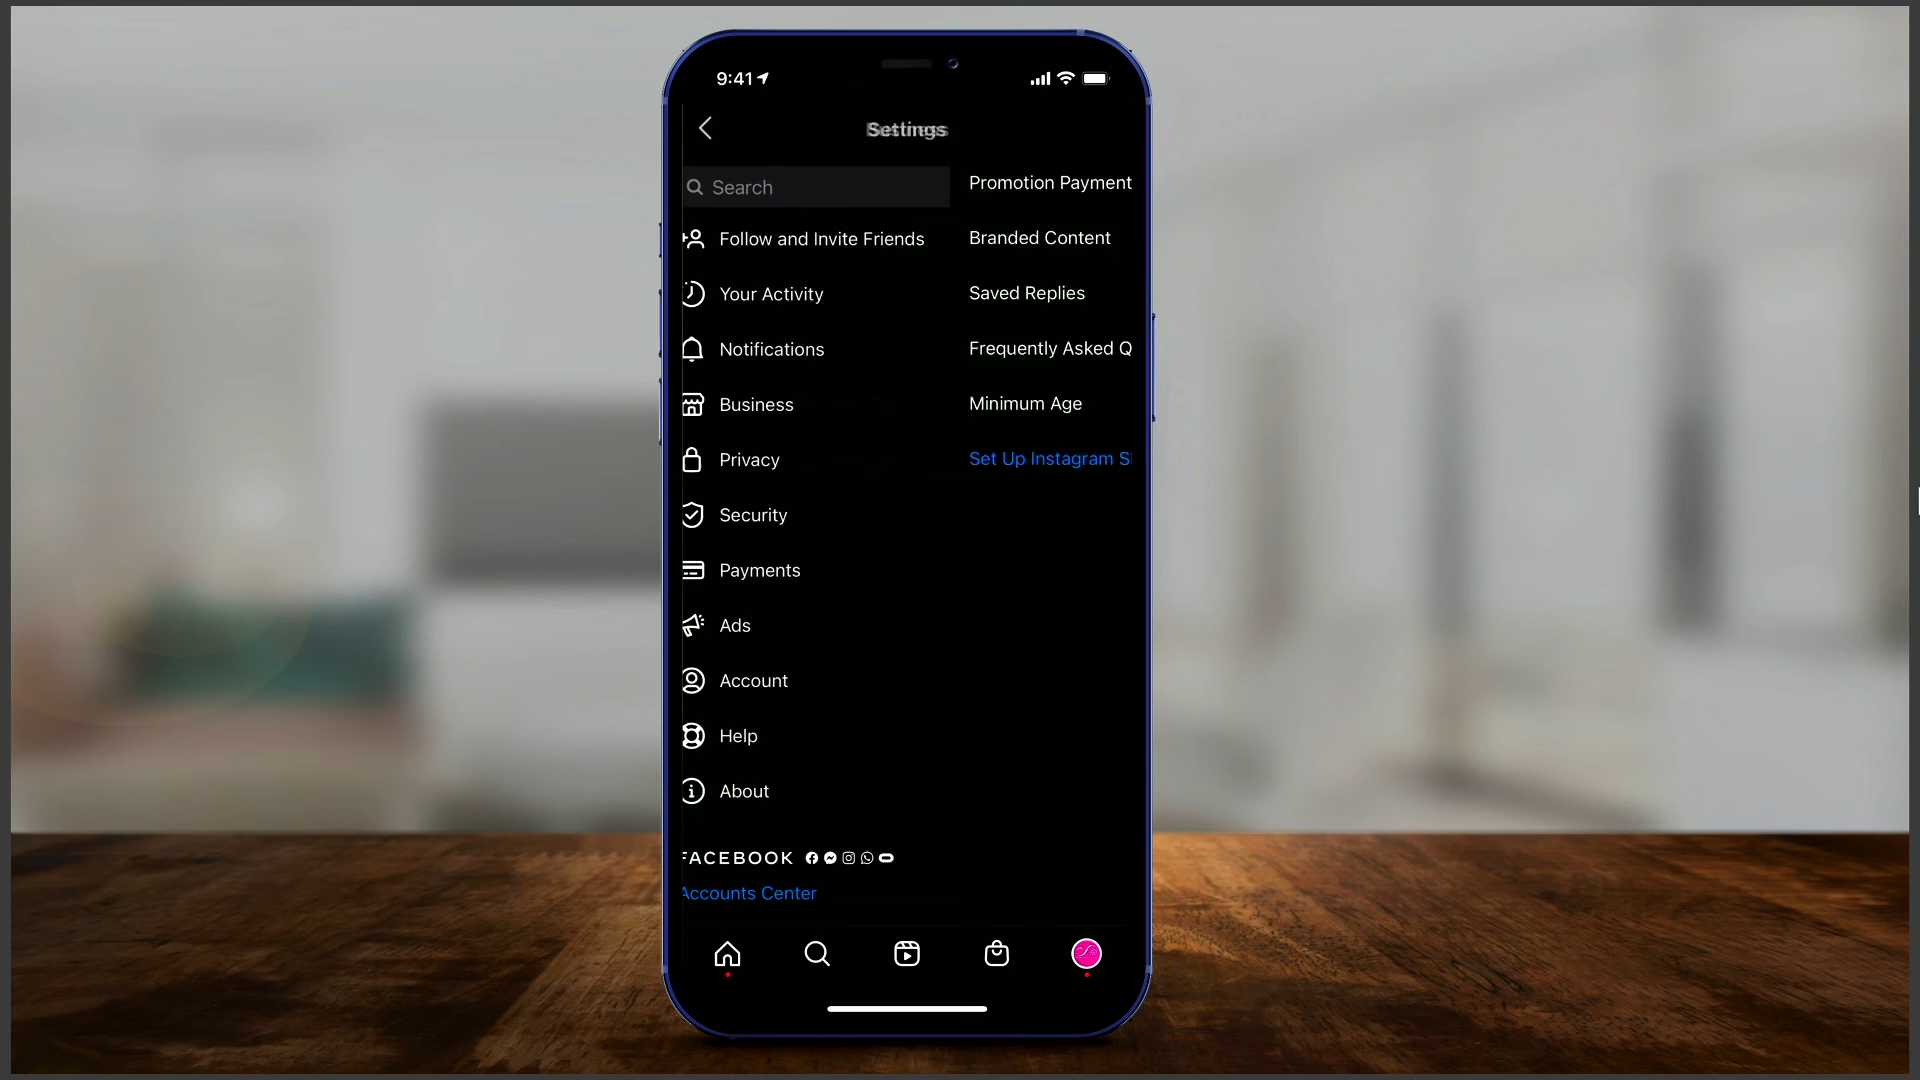 9:41
Settings
Search
Follow and Invite Friends
Your Activity
Notifications
Business
Privacy
Security
Payments
Ads
Account
Help
About
FACEBOOK
Accounts Center
Promotion Payment
Branded Content
Saved Replies
Frequently Asked Q
Minimum Age
Set Up Instagram S